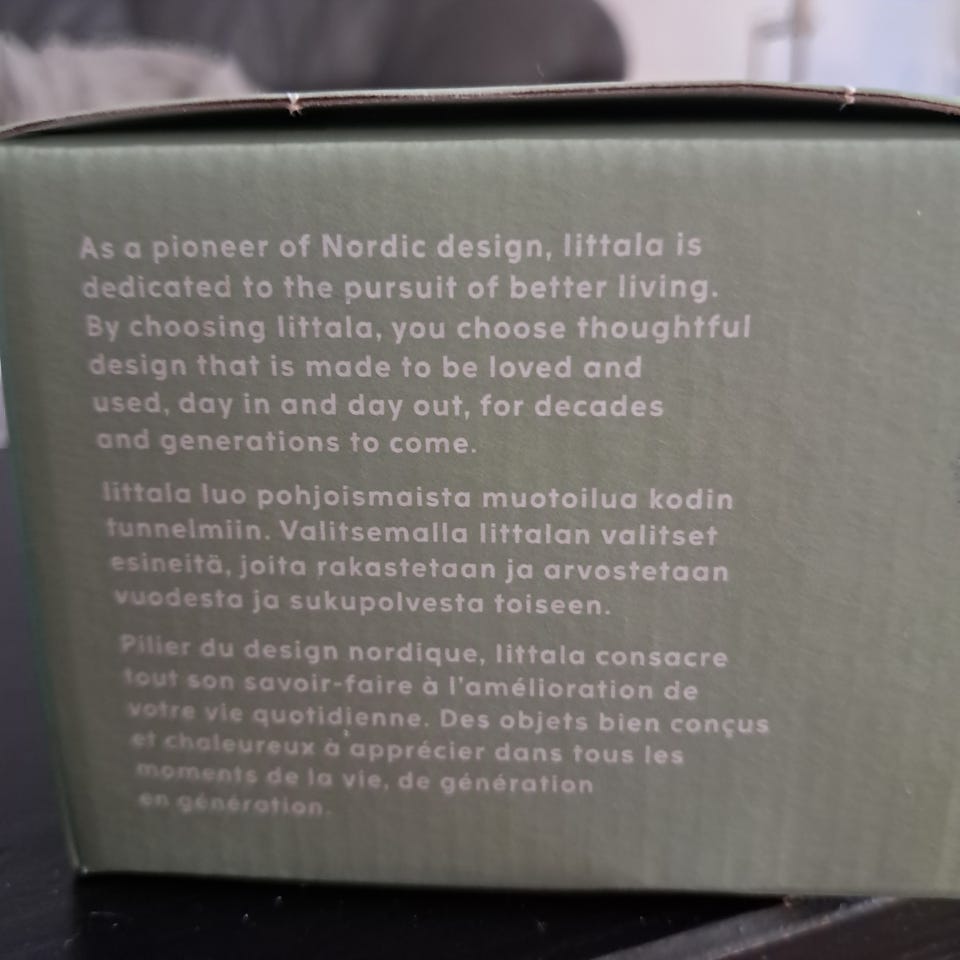 As a pioneer of Nordic design, Iittala is
dedicated to the pursuit of better living.
By choosing Iittala, you choose thoughtful
design that is made to be loved and
used, day in and day out, for decades
and generations to come.
Iittala luo pohjoismaista muotoilua kodin
tunnelmiin. Valitsemalla Iittalan valitset
esineitä, joita rakastetaan ja arvostetaan
vuodesta ja sukupolvesta toiseen.
Pilier du design nordique, Iittala consacre
tout son savoir-faire à l'amélioration de
votre vie quotidienne. Des objets bien conçus
et chaleureux à apprécier dans tous les
moments de la vie, de génération
en génération.